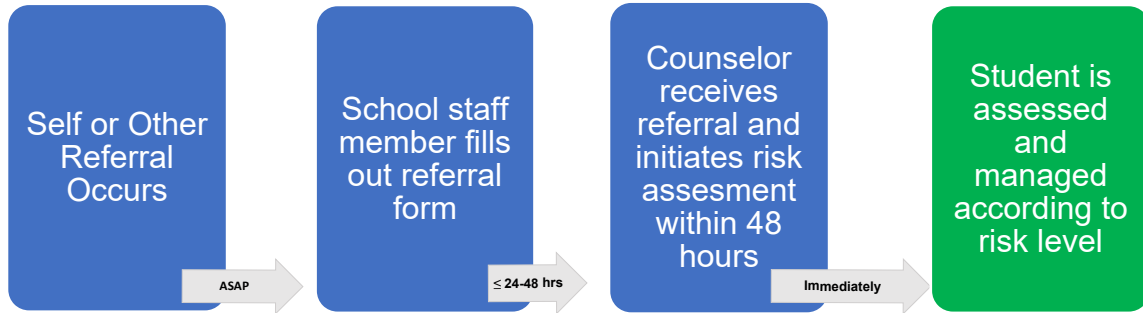 Self or Other
Referral
Occurs
ASAP
School staff
member fills
out referral
form
≤ 24-48 hrs
Counselor
receives
referral and
initiates risk
assesment
within 48
hours
Immediately
Student is
assessed
and
managed
according to
risk level